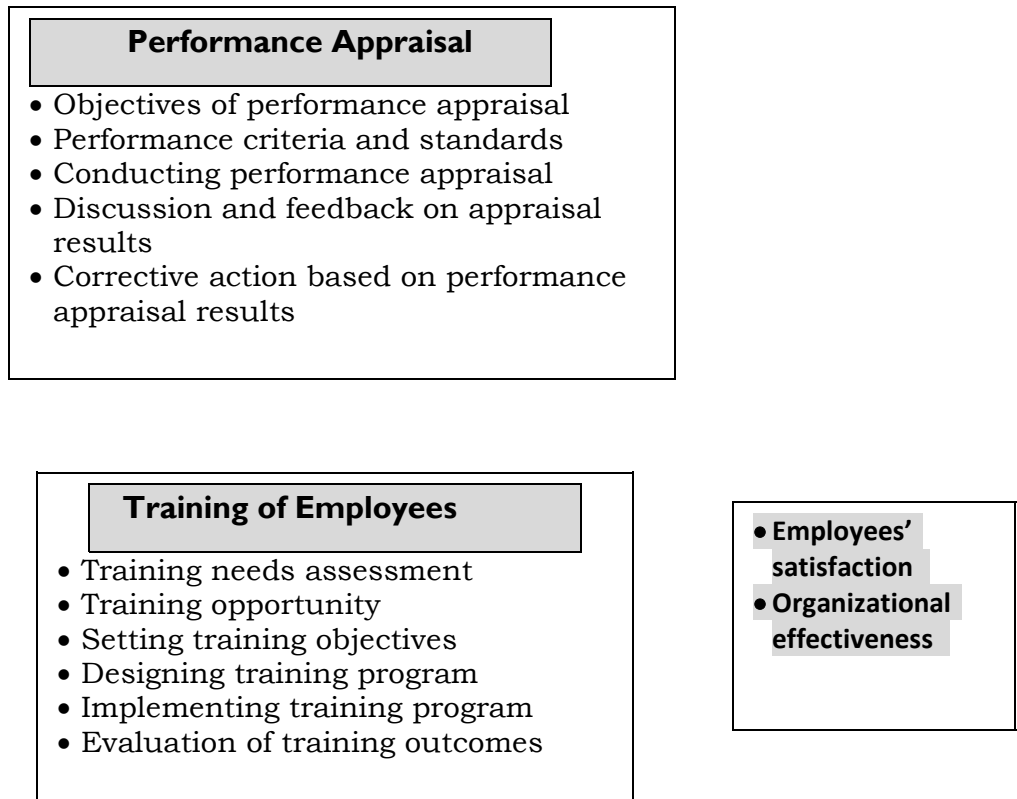 Performance Appraisal
• Objectives of performance appraisal
• Performance criteria and standards
• Conducting performance appraisal
• Discussion and feedback on appraisal
results
• Corrective action based on performance
appraisal results
Training of Employees
• Training needs assessment
• Training opportunity
• Setting training objectives
• Designing training program
• Implementing training program
• Evaluation of training outcomes
• Employees’
satisfaction
• Organizational
effectiveness